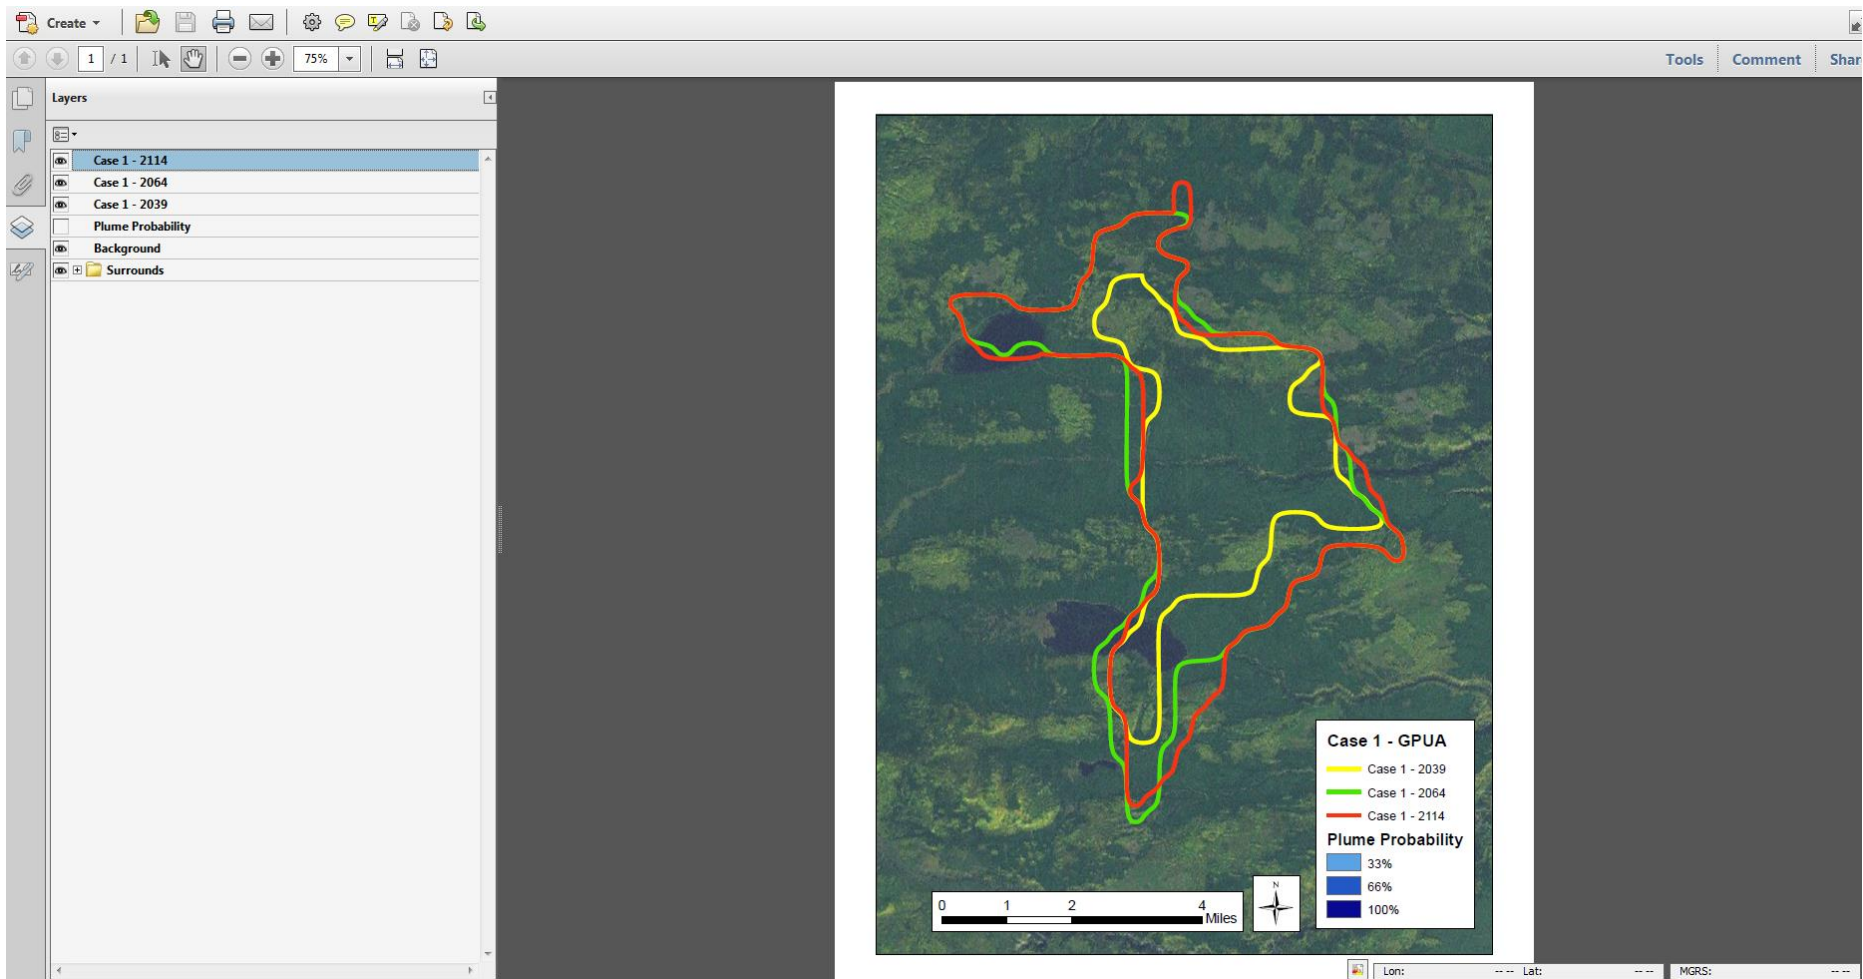 Create
1 / 1
75%
Tools
Comment
Shar
Layers
Case 1 - 2114
Case 1 - 2064
Case 1 - 2039
Plume Probability
Background
Surrounds
Case 1 - GPUA
Case 1 - 2039
Case 1 - 2064
Case 1 - 2114
Plume Probability
33%
66%
100%
0 1 2 4
Miles
N
Lon: -- -- Lat: -- -- MGRS: -- --